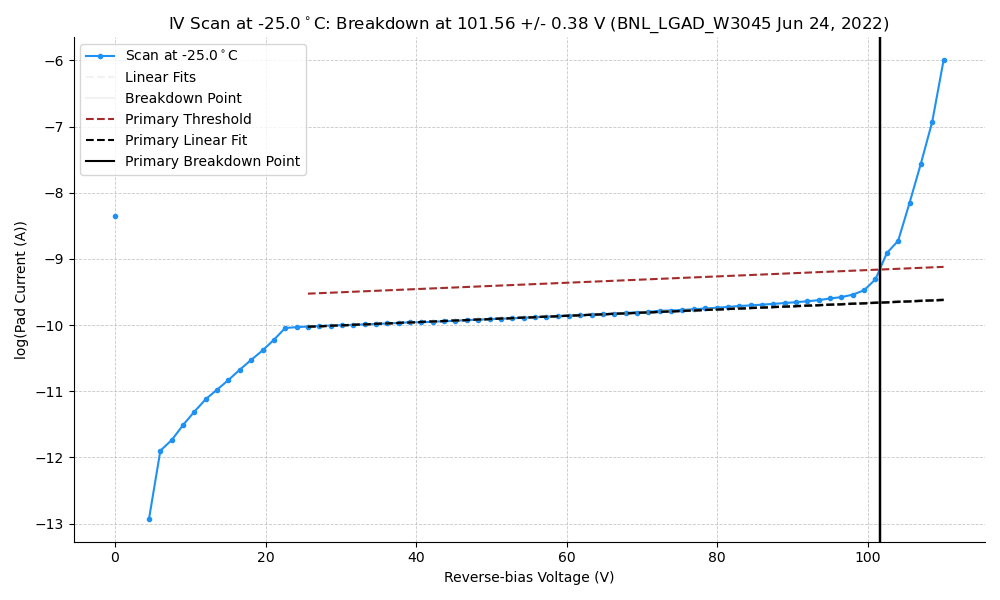 IV Scan at -25.0°C: Breakdown at 101.56 +/- 0.38 V (BNL_LGAD_W3045 Jun 24, 2022)
Scan at -25.0°C
Linear Fits
Breakdown Point
Primary Threshold
Primary Linear Fit
Primary Breakdown Point
log(Pad Current (A))
−6
−7
−8
−9
−10
−11
−12
−13
0 20 40 60 80 100
Reverse-bias Voltage (V)